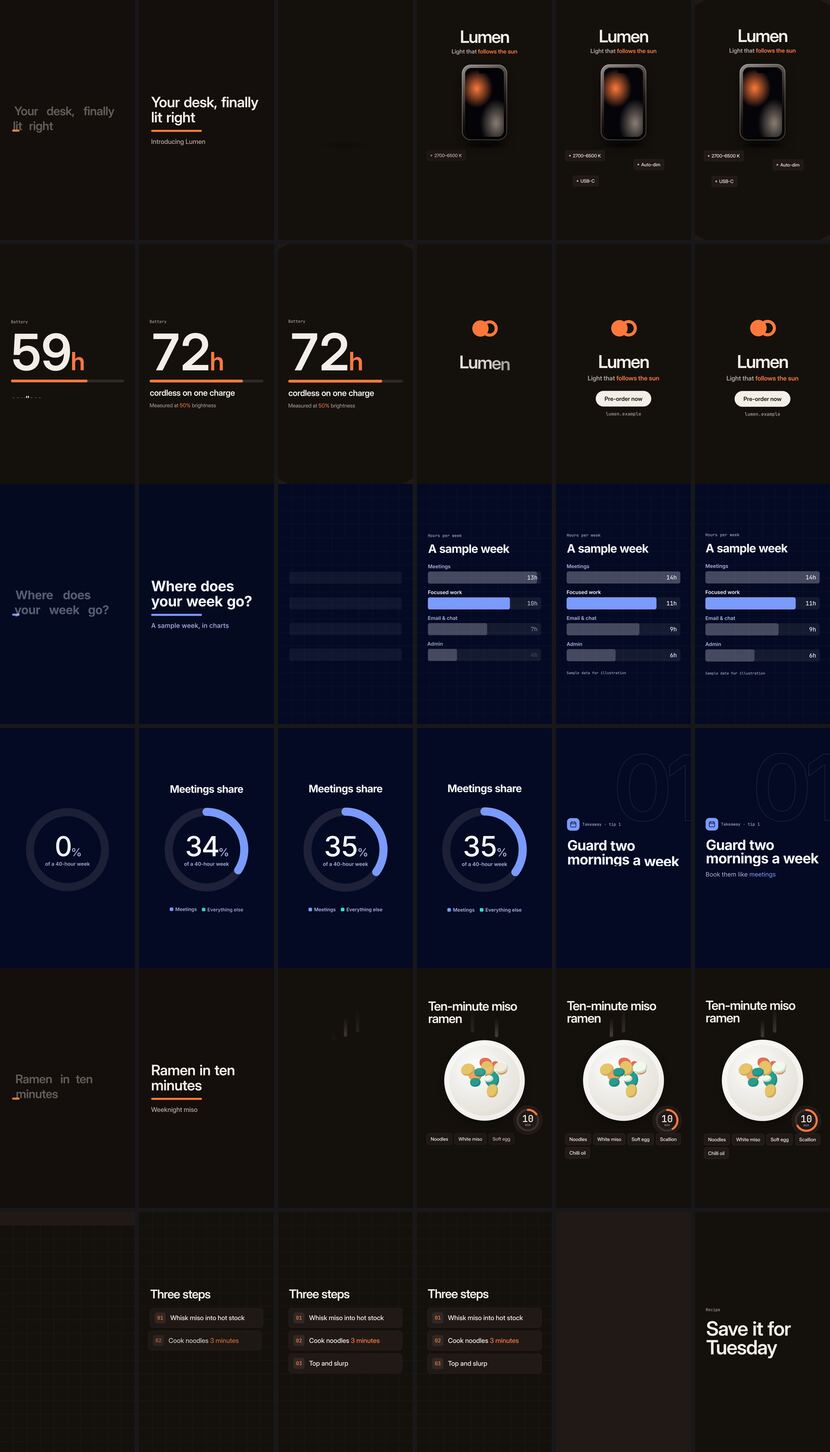 Your desk, finally
lit right
Your desk, finally
lit right
Introducing Lumen
Lumen
Light that follows the sun
+ 2700–6500 K
Lumen
Light that follows the sun
+ 2700–6500 K
+ Auto-dim
+ USB-C
Lumen
Light that follows the sun
+ 2700–6500 K
+ Auto-dim
+ USB-C
Battery
59h
Battery
72h
cordless on one charge
Measured at 50% brightness
Battery
72h
cordless on one charge
Measured at 50% brightness
Lumen
Lumen
Light that follows the sun
Pre-order now
lumen.example
Lumen
Light that follows the sun
Pre-order now
lumen.example
Where does
your week go?
Where does
your week go?
A sample week, in charts
Hours per week
A sample week
Meetings
13h
Focused work
10h
Email & chat
7h
Admin
Hours per week
A sample week
Meetings
14h
Focused work
11h
Email & chat
9h
Admin
6h
Sample data for illustration
Hours per week
A sample week
Meetings
14h
Focused work
11h
Email & chat
9h
Admin
6h
Sample data for illustration
0%
of a 40-hour week
Meetings share
34%
of a 40-hour week
Meetings
Everything else
Meetings share
35%
of a 40-hour week
Meetings
Everything else
Meetings share
35%
of a 40-hour week
Meetings
Everything else
01
Takeaway · tip 1
Guard two
mornings a week
01
Takeaway · tip 1
Guard two
mornings a week
Book them like meetings
Ramen in ten
minutes
Ramen in ten
minutes
Weeknight miso
Ten-minute miso
ramen
10
Noodles
White miso
Soft egg
Ten-minute miso
ramen
10
Noodles
White miso
Soft egg
Scallion
Chilli oil
Ten-minute miso
ramen
10
Noodles
White miso
Soft egg
Scallion
Chilli oil
Three steps
01 Whisk miso into hot stock
02 Cook noodles 3 minutes
Three steps
01 Whisk miso into hot stock
02 Cook noodles 3 minutes
03 Top and slurp
Three steps
01 Whisk miso into hot stock
02 Cook noodles 3 minutes
03 Top and slurp
Recipe
Save it for
Tuesday